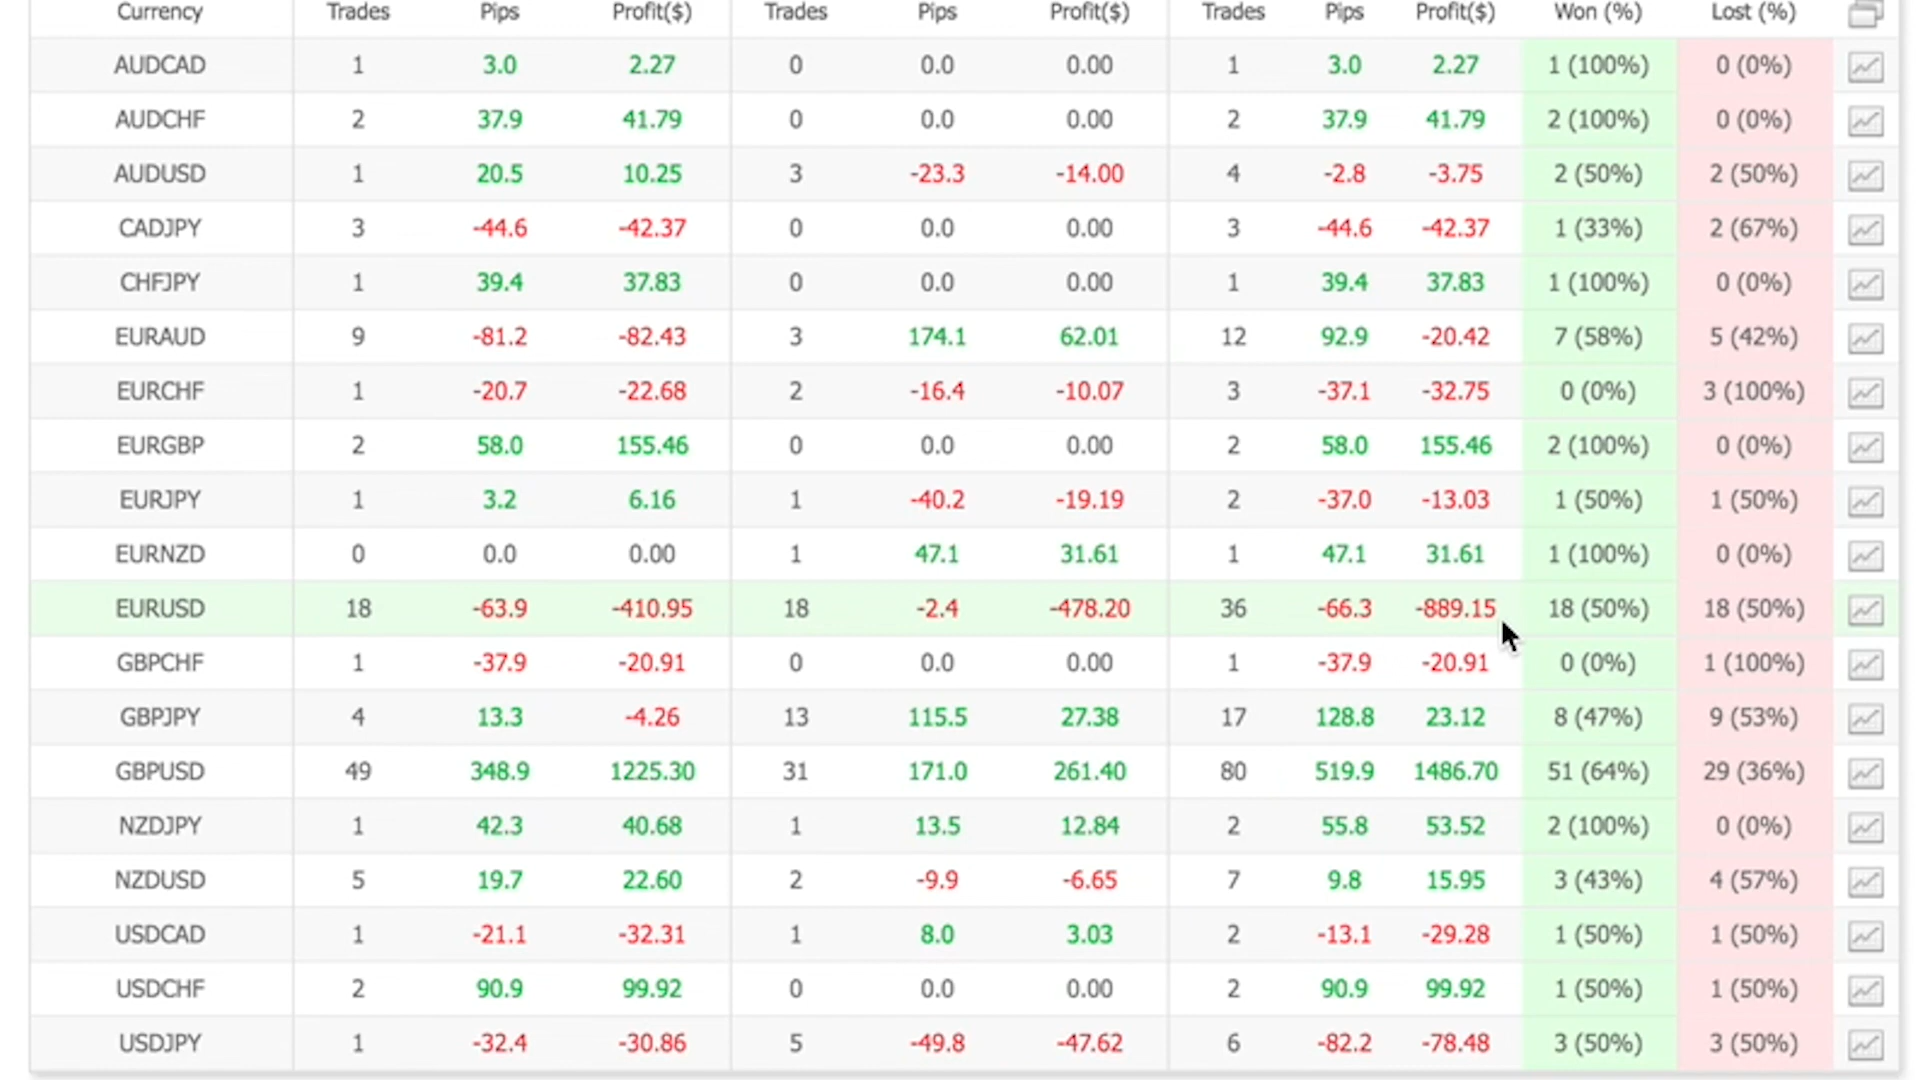 Currency Trades Pips Profit($) Trades Pips Profit($) Trades Pips Profit($) Won (%) Lost (%)
AUDCAD 1 3.0 2.27 0 0.0 0.00 1 3.0 2.27 1 (100%) 0 (0%)
AUDCHF 2 37.9 41.79 0 0.0 0.00 2 37.9 41.79 2 (100%) 0 (0%)
AUDUSD 1 20.5 10.25 3 -23.3 -14.00 4 -2.8 -3.75 2 (50%) 2 (50%)
CADJPY 3 -44.6 -42.37 0 0.0 0.00 3 -44.6 -42.37 1 (33%) 2 (67%)
CHFJPY 1 39.4 37.83 0 0.0 0.00 1 39.4 37.83 1 (100%) 0 (0%)
EURAUD 9 -81.2 -82.43 3 174.1 62.01 12 92.9 -20.42 7 (58%) 5 (42%)
EURCHF 1 -20.7 -22.68 2 -16.4 -10.07 3 -37.1 -32.75 0 (0%) 3 (100%)
EURGBP 2 58.0 155.46 0 0.0 0.00 2 58.0 155.46 2 (100%) 0 (0%)
EURJPY 1 3.2 6.16 1 -40.2 -19.19 2 -37.0 -13.03 1 (50%) 1 (50%)
EURNZD 0 0.0 0.00 1 47.1 31.61 1 47.1 31.61 1 (100%) 0 (0%)
EURUSD 18 -63.9 -410.95 18 -2.4 -478.20 36 -66.3 -889.15 18 (50%) 18 (50%)
GBPCHF 1 -37.9 -20.91 0 0.0 0.00 1 -37.9 -20.91 0 (0%) 1 (100%)
GBPJPY 4 13.3 -4.26 13 115.5 27.38 17 128.8 23.12 8 (47%) 9 (53%)
GBPUSD 49 348.9 1225.30 31 171.0 261.40 80 519.9 1486.70 51 (64%) 29 (36%)
NZDJPY 1 42.3 40.68 1 13.5 12.84 2 55.8 53.52 2 (100%) 0 (0%)
NZDUSD 5 19.7 22.60 2 -9.9 -6.65 7 9.8 15.95 3 (43%) 4 (57%)
USDCAD 1 -21.1 -32.31 1 8.0 3.03 2 -13.1 -29.28 1 (50%) 1 (50%)
USDCHF 2 90.9 99.92 0 0.0 0.00 2 90.9 99.92 1 (50%) 1 (50%)
USDJPY 1 -32.4 -30.86 5 -49.8 -47.62 6 -82.2 -78.48 3 (50%) 3 (50%)